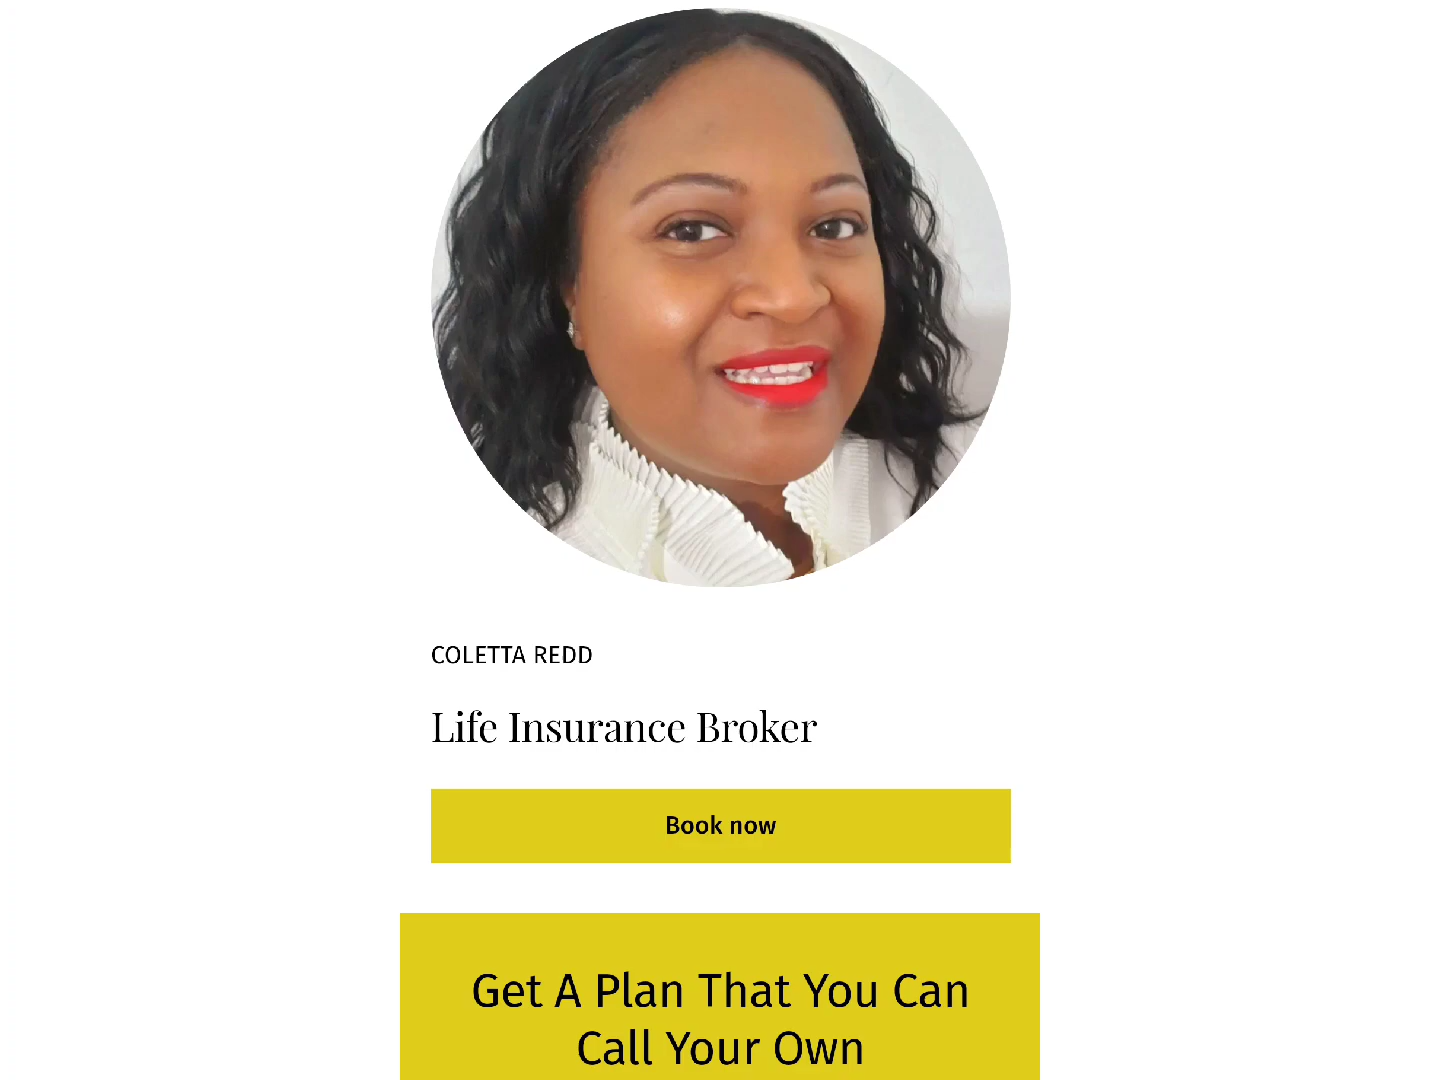 COLETTA REDD
Life Insurance Broker
Book now
Get A Plan That You Can
Call Your Own